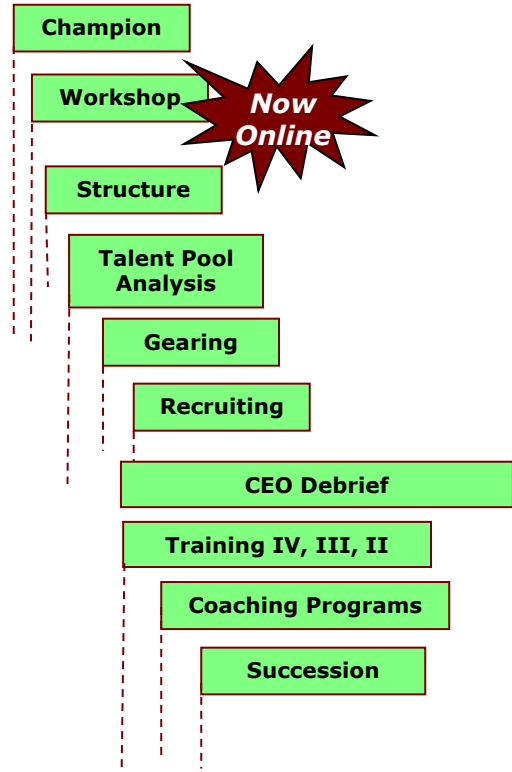 Champion
Workshop
Now
Online
Structure
Talent Pool
Analysis
Gearing
Recruiting
CEO Debrief
Training IV, III, II
Coaching Programs
Succession